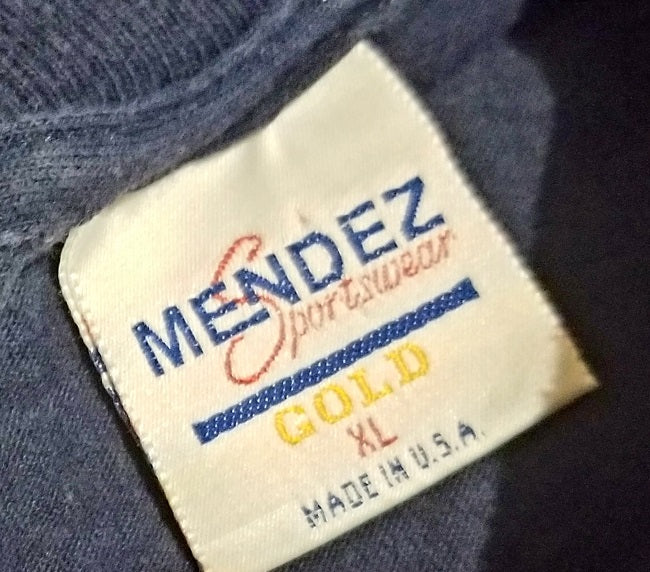 MENDEZ
Sportswear
GOLD
XL
MADE IN U.S.A.